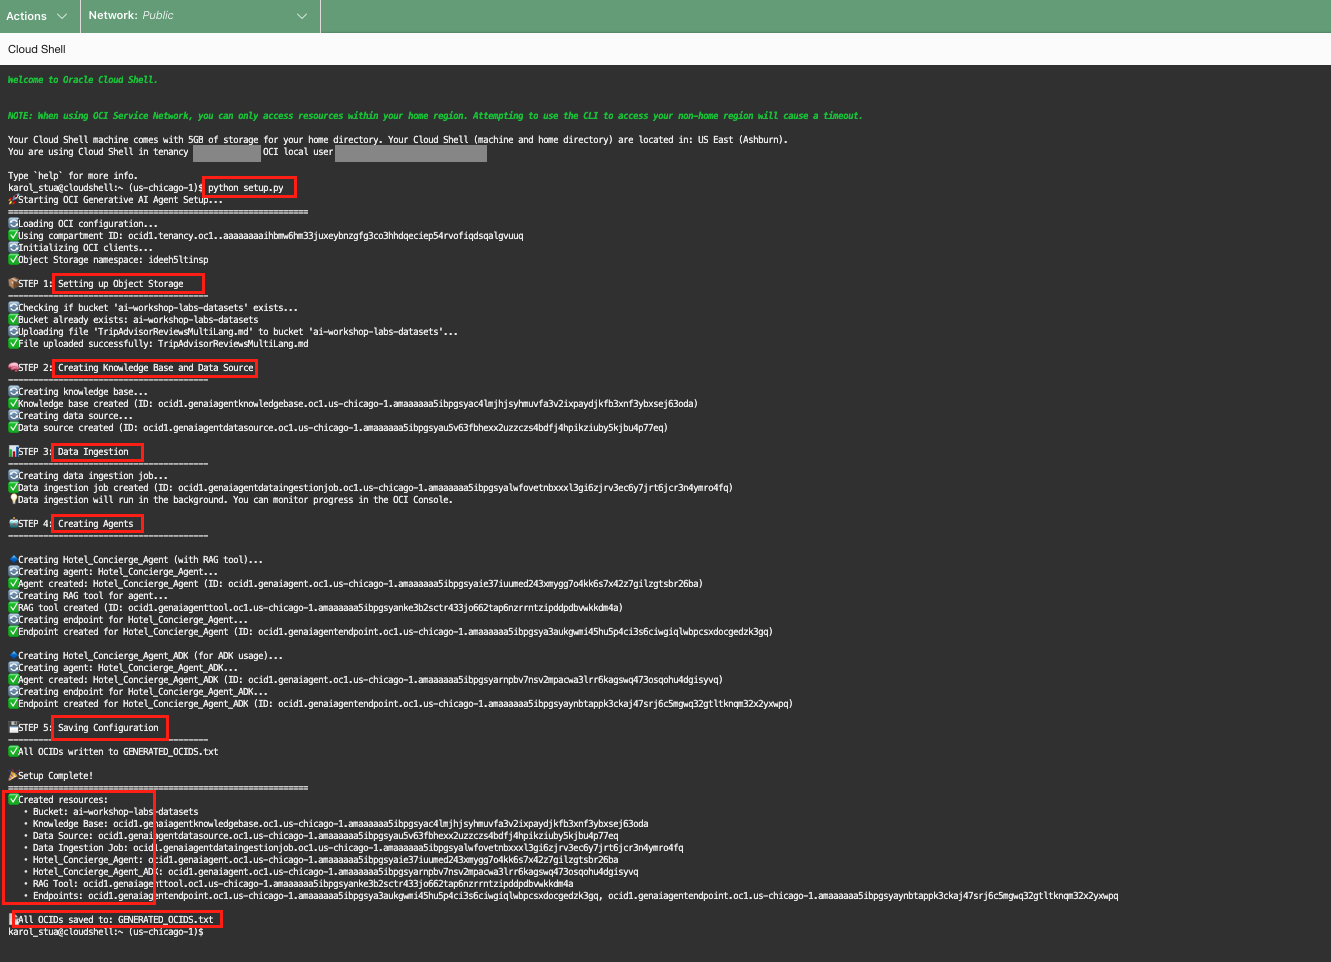 Actions
Network: Public
Cloud Shell
Welcome to Oracle Cloud Shell.
NOTE: When using OCI Service Network, you can only access resources within your home region. Attempting to use the CLI to access your non-home region will cause a timeout.
Your Cloud Shell machine comes with 5GB of storage for your home directory. Your Cloud Shell (machine and home directory) are located in: US East (Ashburn).
You are using Cloud Shell in tenancy OCI local user
Type `help` for more info.
karol_stua@cloudshell:~ (us-chicago-1)$ python setup.py
Starting OCI Generative AI Agent Setup...
============================================================
Loading OCI configuration...
Using compartment ID: ocid1.tenancy.oc1..aaaaaaaaihbmw6hm33juxeybnzgfg3co3hhdqeciep54rvofiqdsqalgvuuq
Initializing OCI clients...
Object Storage namespace: ideeh5ltinsp
STEP 1: Setting up Object Storage
----------------------------------------
Checking if bucket 'ai-workshop-labs-datasets' exists...
Bucket already exists: ai-workshop-labs-datasets
Uploading file 'TripAdvisorReviewsMultiLang.md' to bucket 'ai-workshop-labs-datasets'...
File uploaded successfully: TripAdvisorReviewsMultiLang.md
STEP 2: Creating Knowledge Base and Data Source
----------------------------------------
Creating knowledge base...
Knowledge base created (ID: ocid1.genaiagentknowledgebase.oc1.us-chicago-1.amaaaaaa5ibpgsyac4lmjhjsyhmuvfa3v2ixpaydjkfb3xnf3ybxsej63oda)
Creating data source...
Data source created (ID: ocid1.genaiagentdatasource.oc1.us-chicago-1.amaaaaaa5ibpgsyau5v63fbhexx2uzzczs4bdfj4hpikziuby5kjbu4p77eq)
STEP 3: Data Ingestion
----------------------------------------
Creating data ingestion job...
Data ingestion job created (ID: ocid1.genaiagentdataingestionjob.oc1.us-chicago-1.amaaaaaa5ibpgsyalwfovetnbxxxl3gi6zjrv3ec6y7jrt6jcr3n4ymro4fq)
Data ingestion will run in the background. You can monitor progress in the OCI Console.
STEP 4: Creating Agents
----------------------------------------
Creating Hotel_Concierge_Agent (with RAG tool)...
Creating agent: Hotel_Concierge_Agent...
Agent created: Hotel_Concierge_Agent (ID: ocid1.genaiagent.oc1.us-chicago-1.amaaaaaa5ibpgsyaie37iuumed243xmygg7o4kk6s7x42z7gilzgtsbr26ba)
Creating RAG tool for agent...
RAG tool created (ID: ocid1.genaiagenttool.oc1.us-chicago-1.amaaaaaa5ibpgsyanke3b2sctr433jo662tap6nzrrntzipddpdbvwkkdm4a)
Creating endpoint for Hotel_Concierge_Agent...
Endpoint created for Hotel_Concierge_Agent (ID: ocid1.genaiagentendpoint.oc1.us-chicago-1.amaaaaaa5ibpgsya3aukgwmi45hu5p4ci3s6ciwgiqlwbpcsxdocgedzk3gq)
Creating Hotel_Concierge_Agent_ADK (for ADK usage)...
Creating agent: Hotel_Concierge_Agent_ADK...
Agent created: Hotel_Concierge_Agent_ADK (ID: ocid1.genaiagent.oc1.us-chicago-1.amaaaaaa5ibpgsyarnpbv7nsv2mpacwa3lrr6kagswq473osqohu4dgisyvq)
Creating endpoint for Hotel_Concierge_Agent_ADK...
Endpoint created for Hotel_Concierge_Agent_ADK (ID: ocid1.genaiagentendpoint.oc1.us-chicago-1.amaaaaaa5ibpgsyaynbtappk3ckaj47srj6c5mgwq32gtltknqm32x2yxwpq)
STEP 5: Saving Configuration
----------------------------------------
All OCIDs written to GENERATED_OCIDS.txt
Setup Complete!
============================================================
Created resources:
• Bucket: ai-workshop-labs-datasets
• Knowledge Base: ocid1.genaiagentknowledgebase.oc1.us-chicago-1.amaaaaaa5ibpgsyac4lmjhjsyhmuvfa3v2ixpaydjkfb3xnf3ybxsej63oda
• Data Source: ocid1.genaiagentdatasource.oc1.us-chicago-1.amaaaaaa5ibpgsyau5v63fbhexx2uzzczs4bdfj4hpikziuby5kjbu4p77eq
• Data Ingestion Job: ocid1.genaiagentdataingestionjob.oc1.us-chicago-1.amaaaaaa5ibpgsyalwfovetnbxxxl3gi6zjrv3ec6y7jrt6jcr3n4ymro4fq
• Hotel_Concierge_Agent: ocid1.genaiagent.oc1.us-chicago-1.amaaaaaa5ibpgsyaie37iuumed243xmygg7o4kk6s7x42z7gilzgtsbr26ba
• Hotel_Concierge_Agent_ADK: ocid1.genaiagent.oc1.us-chicago-1.amaaaaaa5ibpgsyarnpbv7nsv2mpacwa3lrr6kagswq473osqohu4dgisyvq
• RAG Tool: ocid1.genaiagenttool.oc1.us-chicago-1.amaaaaaa5ibpgsyanke3b2sctr433jo662tap6nzrrntzipddpdbvwkkdm4a
• Endpoints: ocid1.genaiagentendpoint.oc1.us-chicago-1.amaaaaaa5ibpgsya3aukgwmi45hu5p4ci3s6ciwgiqlwbpcsxdocgedzk3gq, ocid1.genaiagentendpoint.oc1.us-chicago-1.amaaaaaa5ibpgsyaynbtappk3ckaj47srj6c5mgwq32gtltknqm32x2yxwpq
All OCIDs saved to: GENERATED_OCIDS.txt
karol_stua@cloudshell:~ (us-chicago-1)$